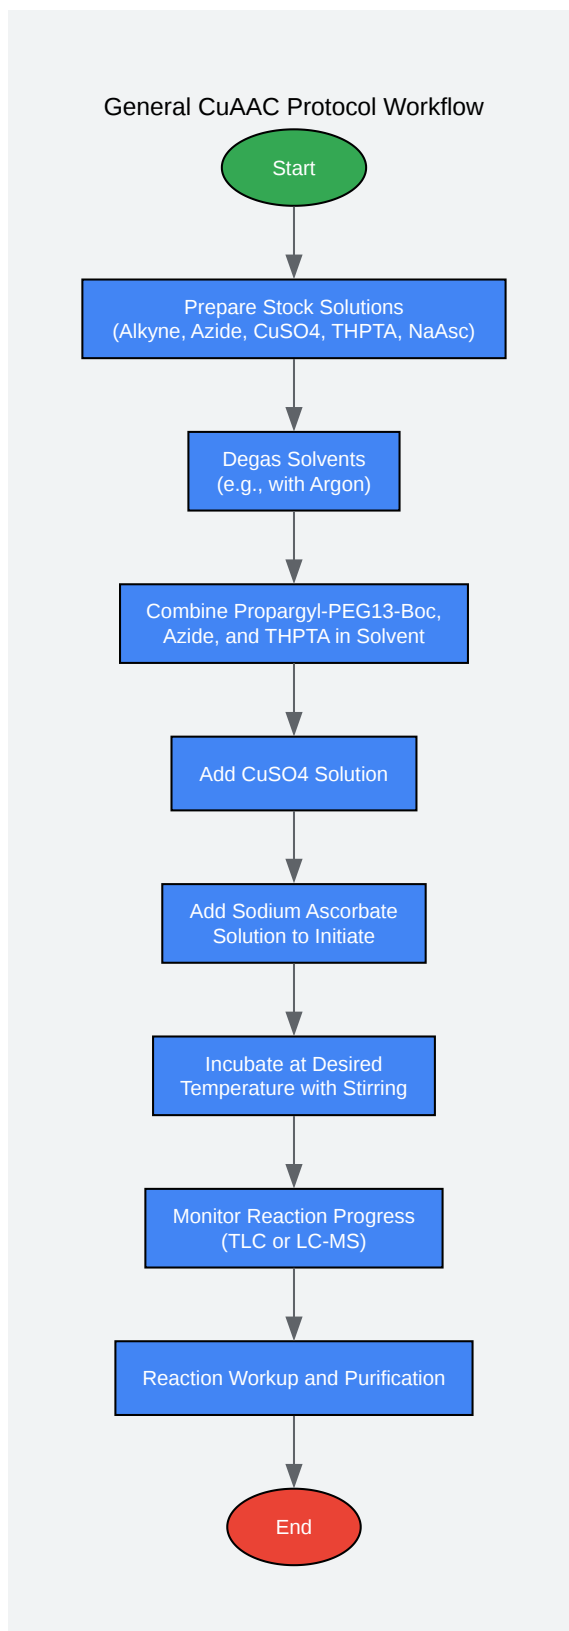 General CuAAC Protocol Workflow
Start
Prepare Stock Solutions
(Alkyne, Azide, CuSO4, THPTA, NaAsc)
Degas Solvents
(e.g., with Argon)
Combine Propargyl-PEG13-Boc,
Azide, and THPTA in Solvent
Add CuSO4 Solution
Add Sodium Ascorbate
Solution to Initiate
Incubate at Desired
Temperature with Stirring
Monitor Reaction Progress
(TLC or LC-MS)
Reaction Workup and Purification
End